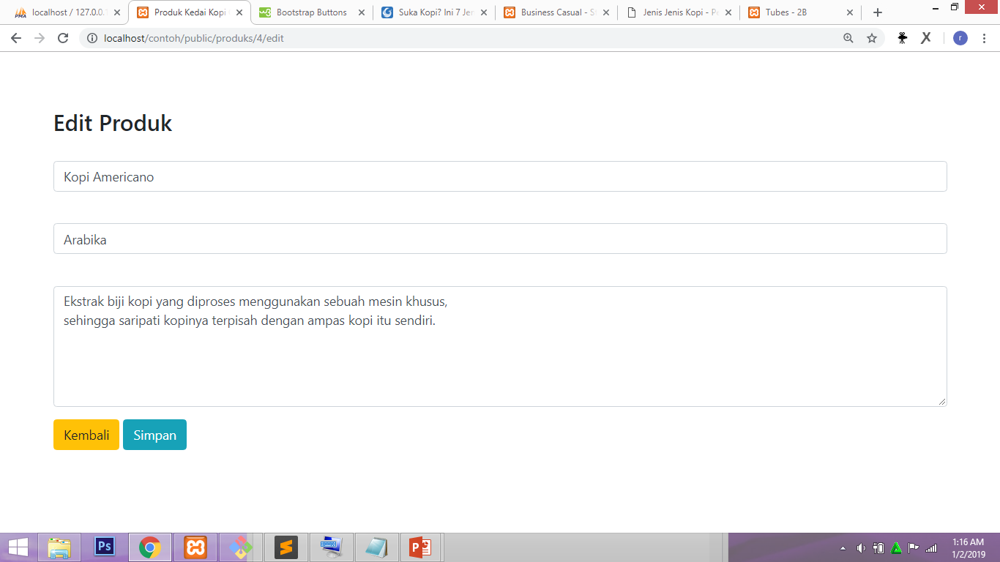 localhost / 127.0.0.1
Produk Kedai Kopi
Bootstrap Buttons
Suka Kopi? Ini 7 Jen
Business Casual - S
Jenis Jenis Kopi - P
Tubes - 2B
localhost/contoh/public/produks/4/edit
r
Edit Produk
Kopi Americano
Arabika
Ekstrak biji kopi yang diproses menggunakan sebuah mesin khusus,
sehingga saripati kopinya terpisah dengan ampas kopi itu sendiri.
Kembali Simpan
Ps
1:16 AM
1/2/2019